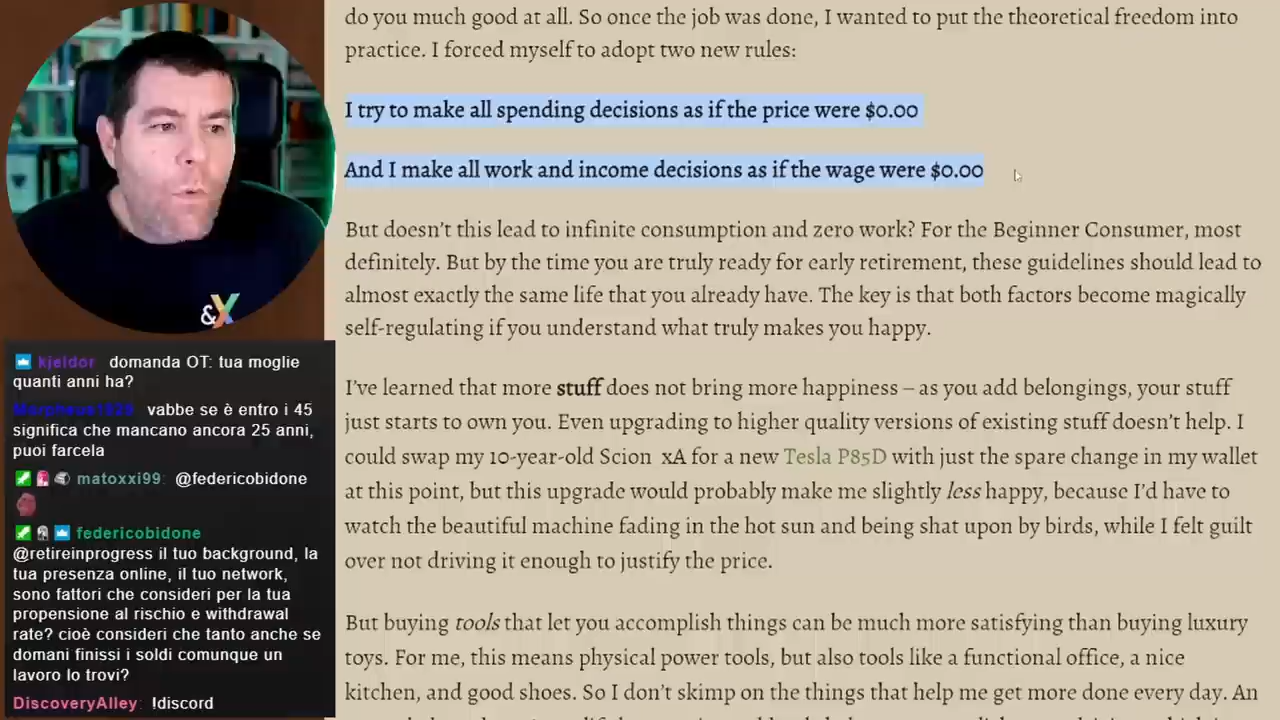 do you much good at all. So once the job was done, I wanted to put the theoretical freedom into
practice. I forced myself to adopt two new rules:
I try to make all spending decisions as if the price were $0.00
And I make all work and income decisions as if the wage were $0.00
But doesn't this lead to infinite consumption and zero work? For the Beginner Consumer, most
definitely. But by the time you are truly ready for early retirement, these guidelines should lead to
almost exactly the same life that you already have. The key is that both factors become magically
self-regulating if you understand what truly makes you happy.
I've learned that more stuff does not bring more happiness – as you add belongings, your stuff
just starts to own you. Even upgrading to higher quality versions of existing stuff doesn't help. I
could swap my 10-year-old Scion xA for a new Tesla P85D with just the spare change in my wallet
at this point, but this upgrade would probably make me slightly less happy, because I'd have to
watch the beautiful machine fading in the hot sun and being shat upon by birds, while I felt guilt
over not driving it enough to justify the price.
But buying tools that let you accomplish things can be much more satisfying than buying luxury
toys. For me, this means physical power tools, but also tools like a functional office, a nice
kitchen, and good shoes. So I don't skimp on the things that help me get more done every day. An
&X
kjeldor domanda OT: tua moglie
quanti anni ha?
vabbe se è entro i 45
significa che mancano ancora 25 anni,
puoi farcela
matoxxi99: @federicobidone
federicobidone
@retireinprogress il tuo background, la
tua presenza online, il tuo network,
sono fattori che consideri per la tua
propensione al rischio e withdrawal
rate? cioè consideri che tanto anche se
domani finissi i soldi comunque un
lavoro lo trovi?
DiscoveryAlley: !discord